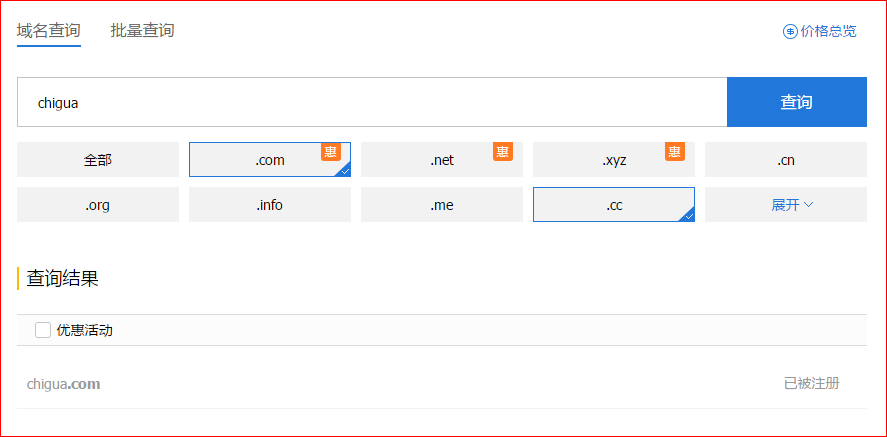 域名查询 批量查询 价格总览
chigua 查询
全部 .com 惠 .net 惠 .xyz 惠 .cn
.org .info .me .cc 展开
查询结果
优惠活动
chigua.com 已被注册